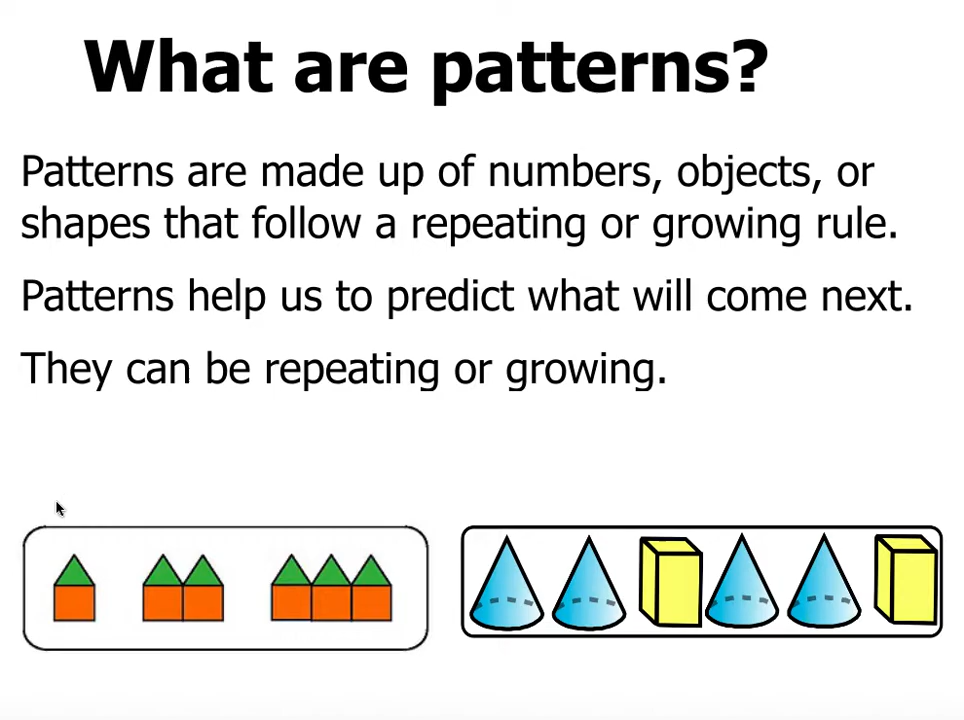 What are patterns?
Patterns are made up of numbers, objects, or
shapes that follow a repeating or growing rule.
Patterns help us to predict what will come next.
They can be repeating or growing.